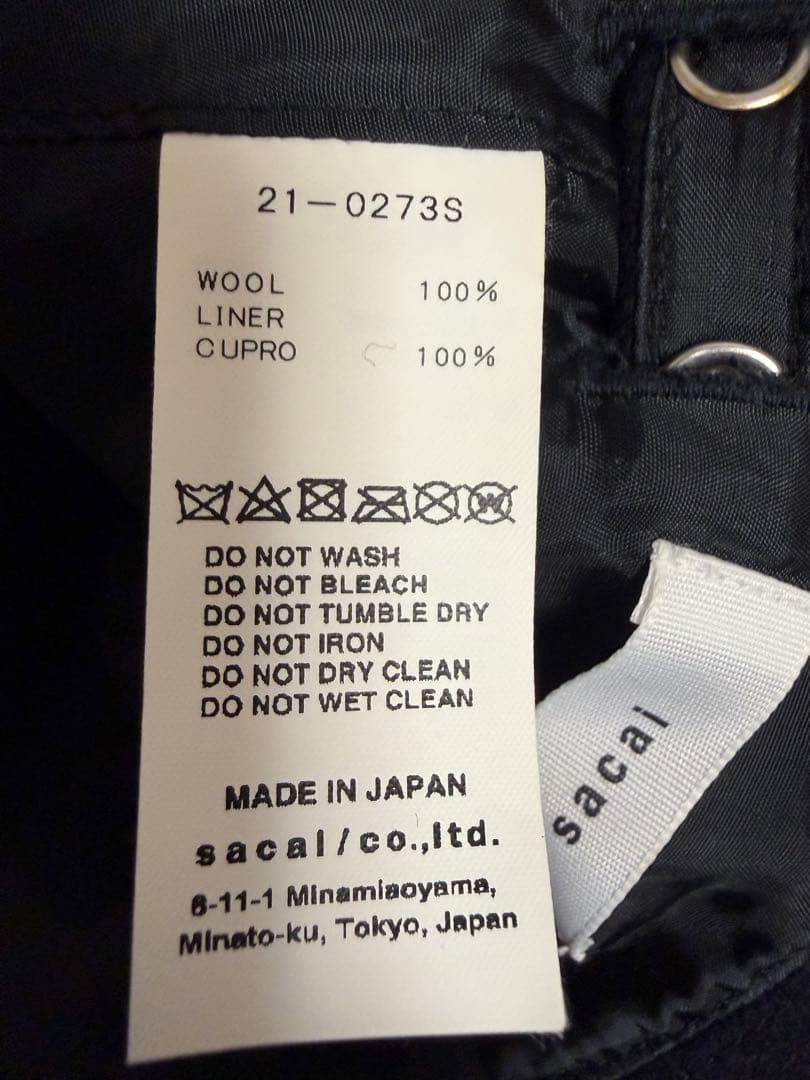 21-0273S
WOOL 100%
LINER
CUPRO 100%
W
DO NOT WASH
DO NOT BLEACH
DO NOT TUMBLE DRY
DO NOT IRON
DO NOT DRY CLEAN
DO NOT WET CLEAN
MADE IN JAPAN
sacai/co.,ltd.
6-11-1 Minamiaoyama,
Minato-ku, Tokyo, Japan
sacai